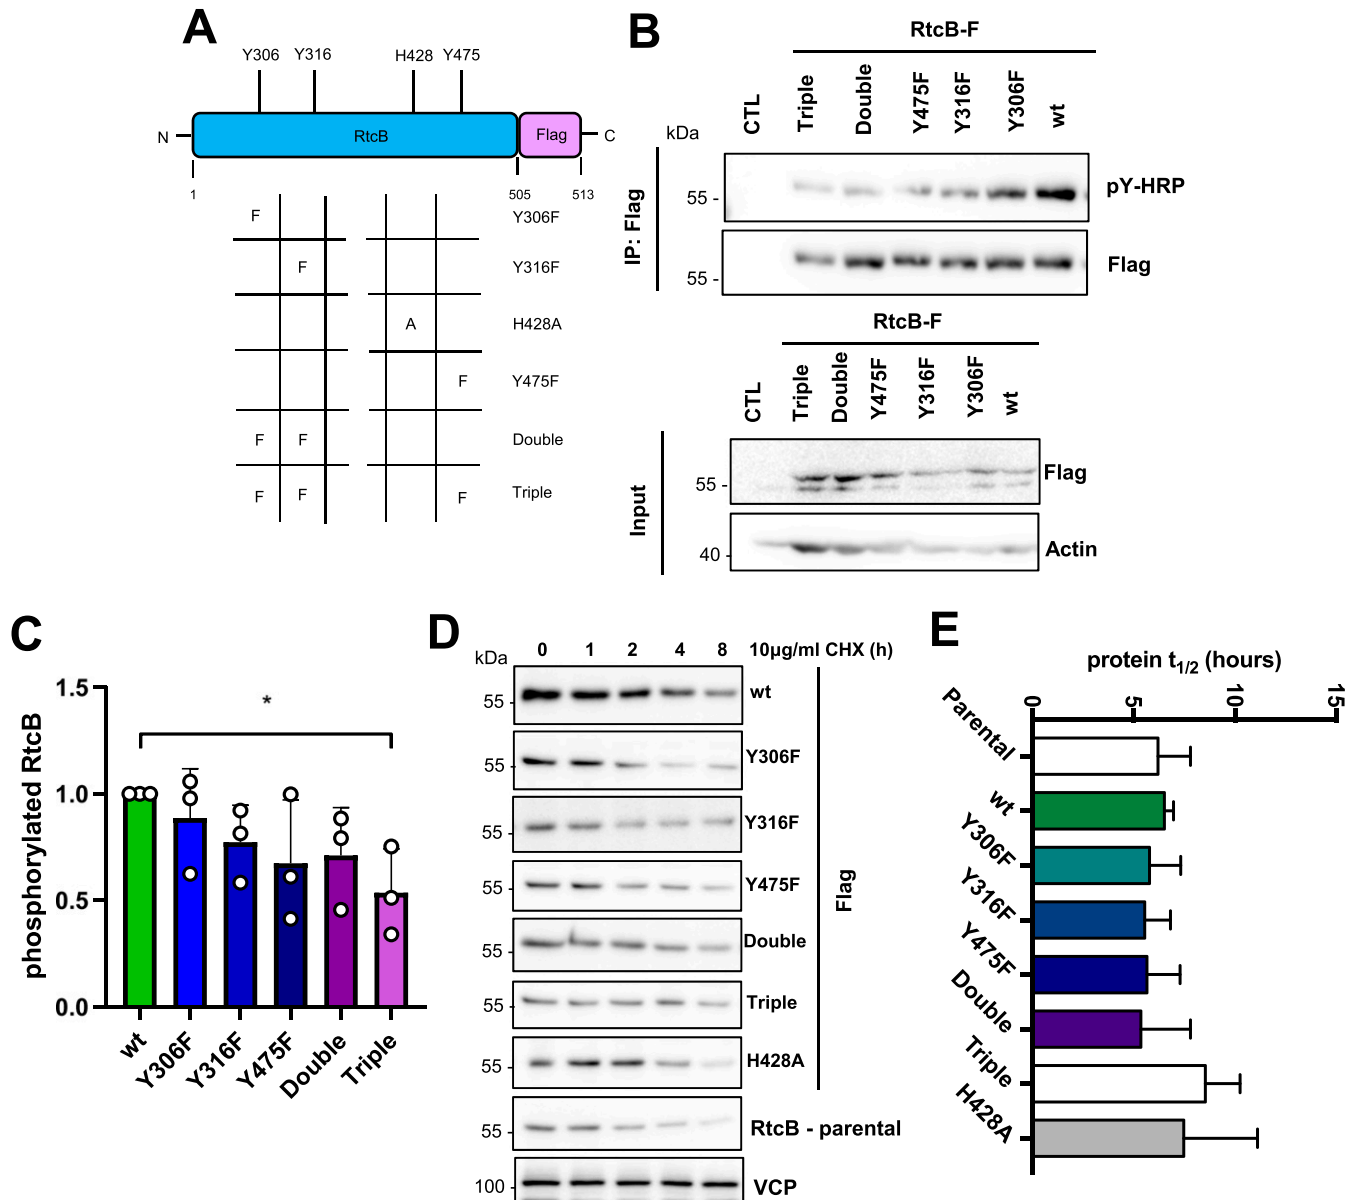 A
Y306 Y316 H428 Y475
N RtcB Flag C
1 505 513
F Y306F
F Y316F
A H428A
F Y475F
F F Double
F F F Triple
B
RtcB-F
CTL Triple Double Y475F Y316F Y306F wt
kDa
IP: Flag
55 - pY-HRP
55 - Flag
RtcB-F
CTL Triple Double Y475F Y316F Y306F wt
Input
55 - Flag
40 - Actin
C
phosphorylated RtcB
1.5
*
1.0
0.5
0.0
wt Y306F Y316F Y475F Double Triple
D
kDa 0 1 2 4 8 10μg/ml CHX (h)
55 wt
55 Y306F
55 Y316F
55 Y475F
55 Double
55 Triple
55 H428A
Flag
55 RtcB - parental
100 VCP
E
protein t1/2 (hours)
0 5 10 15
Parental
wt
Y306F
Y316F
Y475F
Double
Triple
H428A